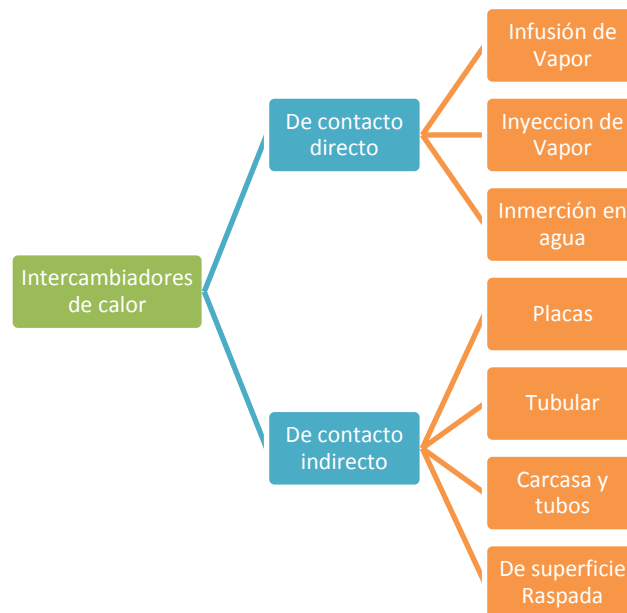 Infusión de
Vapor
De contacto
directo
Inyeccion de
Vapor
Inmerción en
agua
Intercambiadores
de calor
Placas
Tubular
De contacto
indirecto
Carcasa y
tubos
De superficie
Raspada